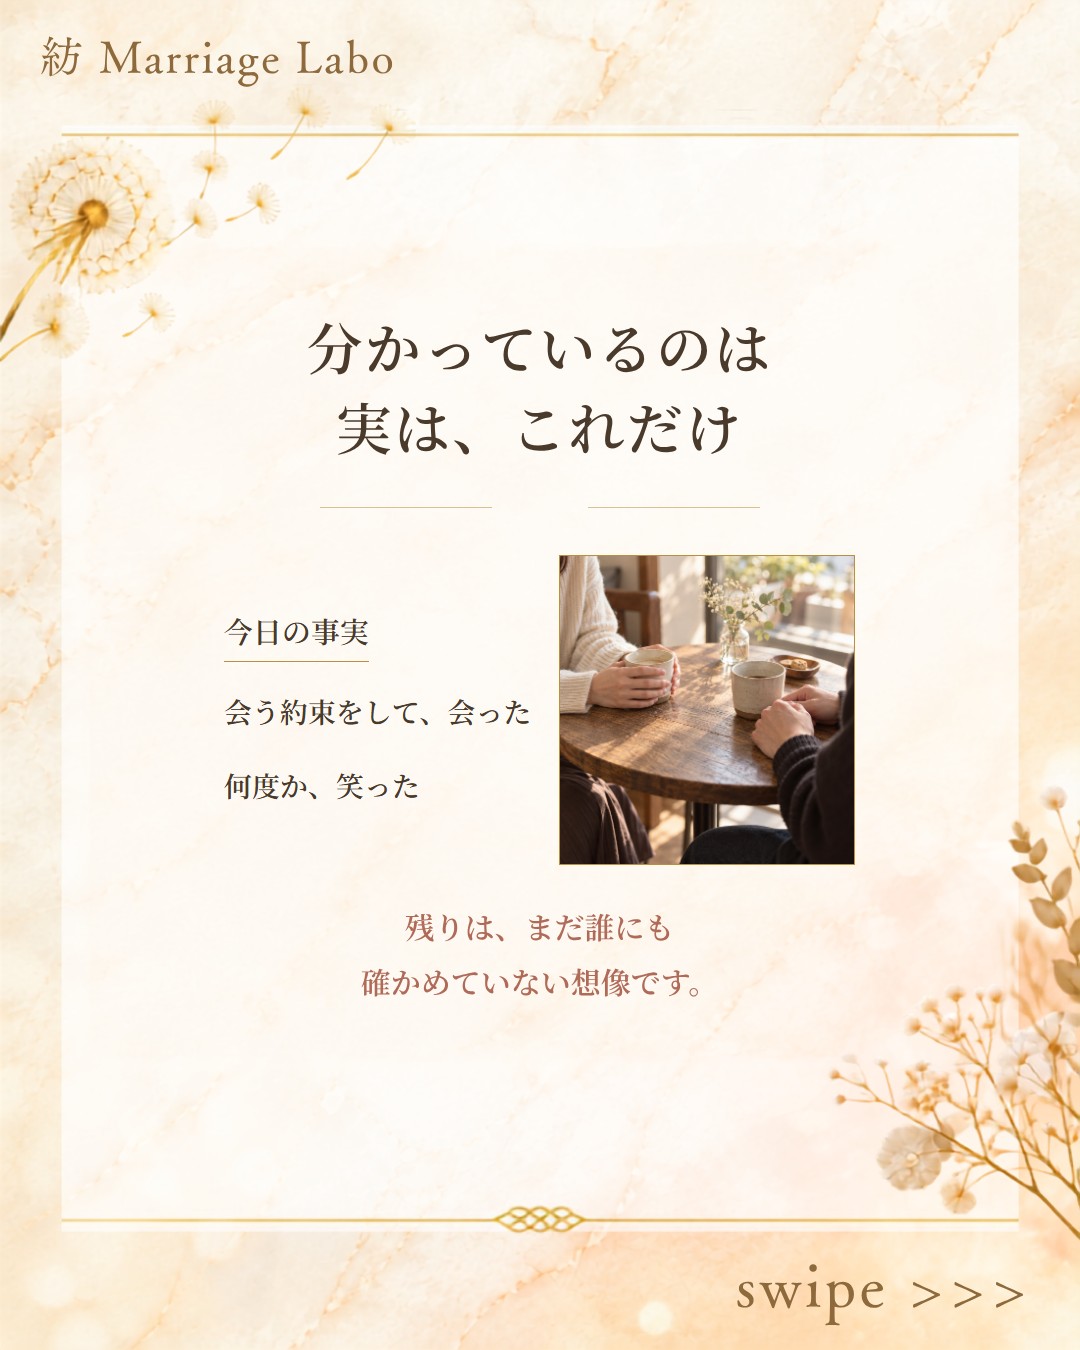 紡 Marriage Labo
分かっているのは
実は、これだけ
今日の事実
会う約束をして、会った
何度か、笑った
残りは、まだ誰にも
確かめていない想像です。
swipe >>>